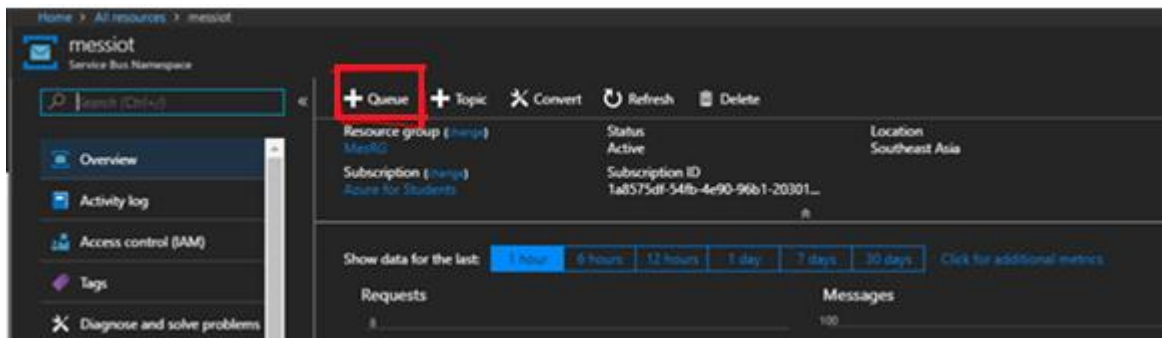 Home > All resources > messiot
messiot
Service Bus Namespace
Search (Ctrl+/)
Overview
Activity log
Access control (IAM)
Tags
Diagnose and solve problems
Queue Topic Convert Refresh Delete
Resource group (change)
MesRG
Subscription (change)
Azure for Students
Status
Active
Subscription ID
1a8575df-54fb-4e90-96b1-20301...
Location
Southeast Asia
Show data for the last: 1 hour 6 hours 12 hours 1 day 7 days 30 days Click for additional metrics
Requests
8
Messages
100